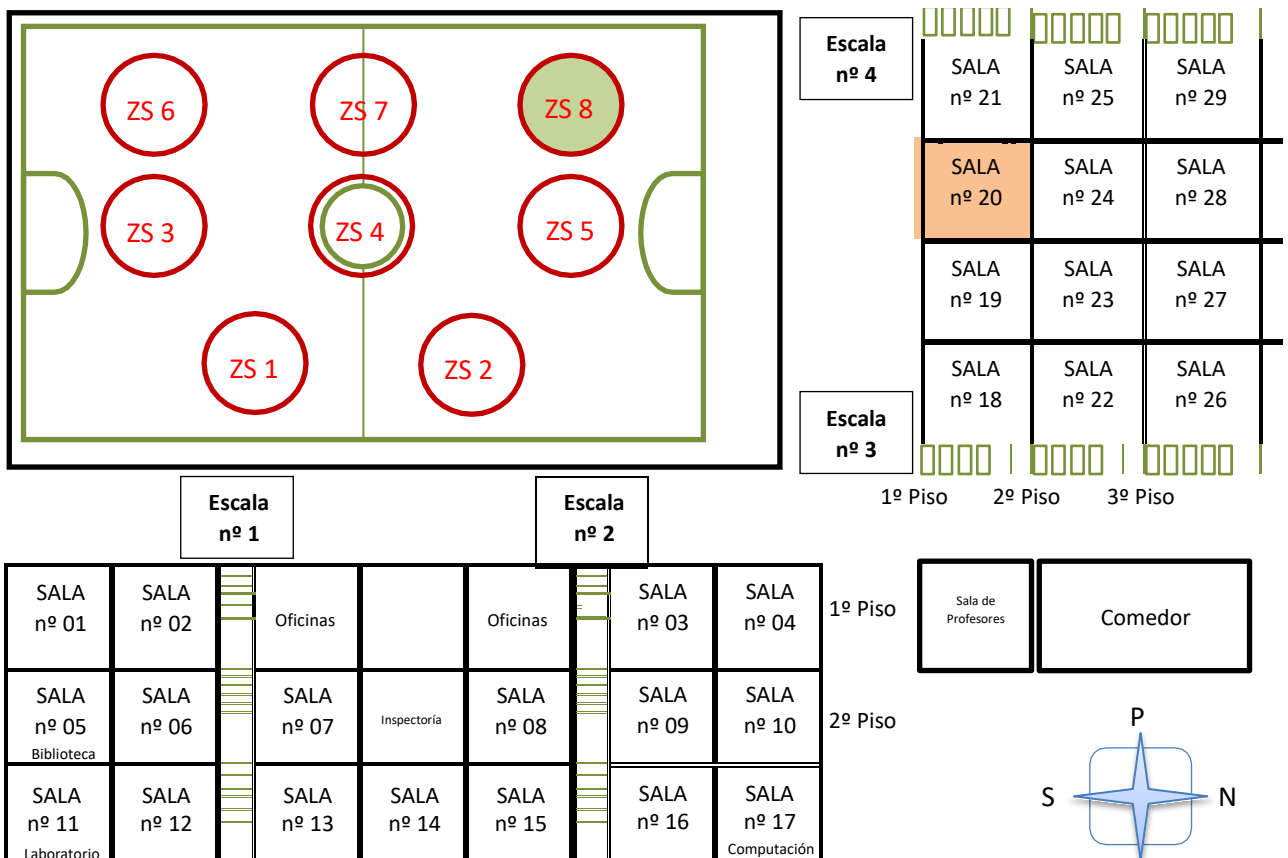 ZS 6
ZS 7
ZS 8
ZS 3
ZS 4
ZS 5
ZS 1
ZS 2
Escala
nº 4
SALA
nº 21
SALA
nº 25
SALA
nº 29
SALA
nº 20
SALA
nº 24
SALA
nº 28
SALA
nº 19
SALA
nº 23
SALA
nº 27
SALA
nº 18
SALA
nº 22
SALA
nº 26
Escala
nº 3
1º Piso
2º Piso
3º Piso
Escala
nº 1
Escala
nº 2
SALA
nº 01
SALA
nº 02
Oficinas
Oficinas
SALA
nº 03
SALA
nº 04
1º Piso
SALA
nº 05
Biblioteca
SALA
nº 06
SALA
nº 07
Inspectoría
SALA
nº 08
SALA
nº 09
SALA
nº 10
2º Piso
SALA
nº 11
Laboratorio
SALA
nº 12
SALA
nº 13
SALA
nº 14
SALA
nº 15
SALA
nº 16
SALA
nº 17
Computación
Sala de
Profesores
Comedor
P
S
N